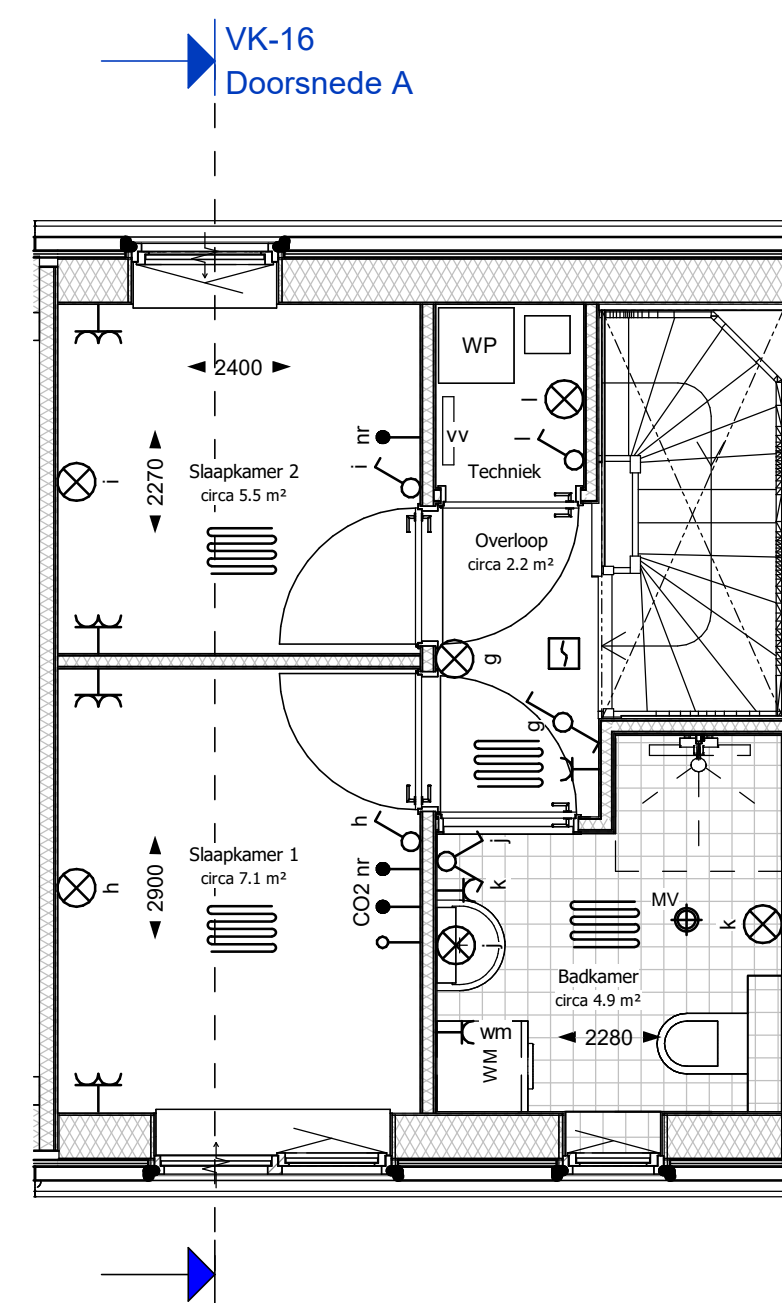 VK-16
Doorsnede A
WP
2400
l
nr
vv
l
i
Techniek
2270
Slaapkamer 2
circa 5.5 m²
i
Overloop
circa 2.2 m²
g
g
h
j
Slaapkamer 1
circa 7.1 m²
nr
k
2900
h
CO2
MV
k
j
Badkamer
circa 4.9 m²
wm
2280
WM